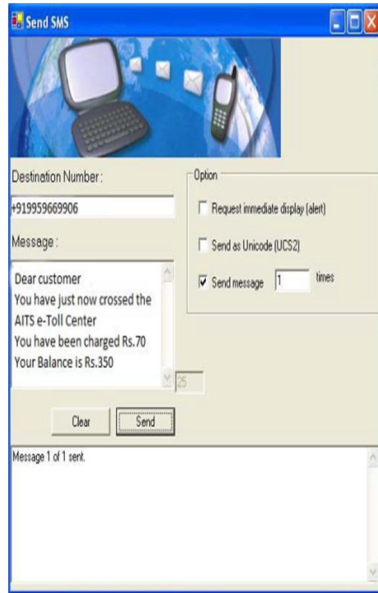 Send SMS
Destination Number :
+919959669906
Message :
Dear customer
You have just now crossed the
AITS e-Toll Center
You have been charged Rs.70
Your Balance is Rs.350
25
Option
Request immediate display (alert)
Send as Unicode (UCS2)
Send message 1 times
Clear Send
Message 1 of 1 sent.